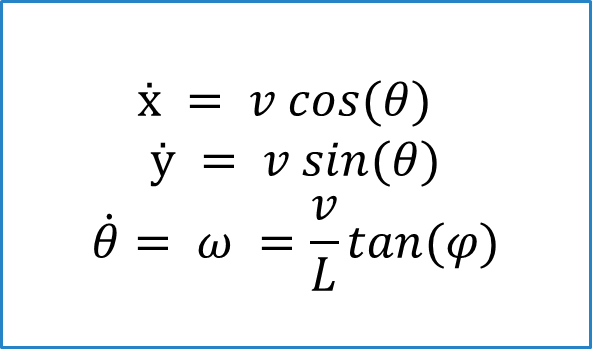 ẋ = v cos(θ)
ẏ = v sin(θ)
θ̇ = ω = v/L tan(φ)